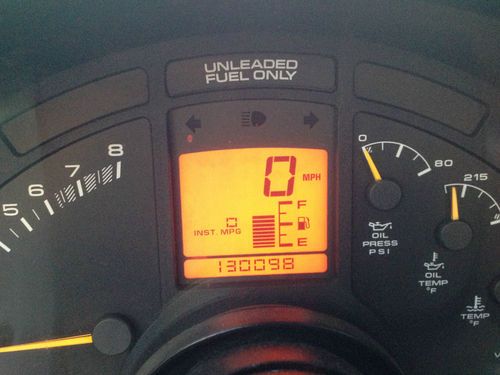 UNLEADED
FUEL ONLY
5 6 7 8
0 MPH
0
INST. MPG
F
E
130098
0 80
OIL
PRESS
PSI
215
OIL
TEMP
°F
TEMP
°F
V